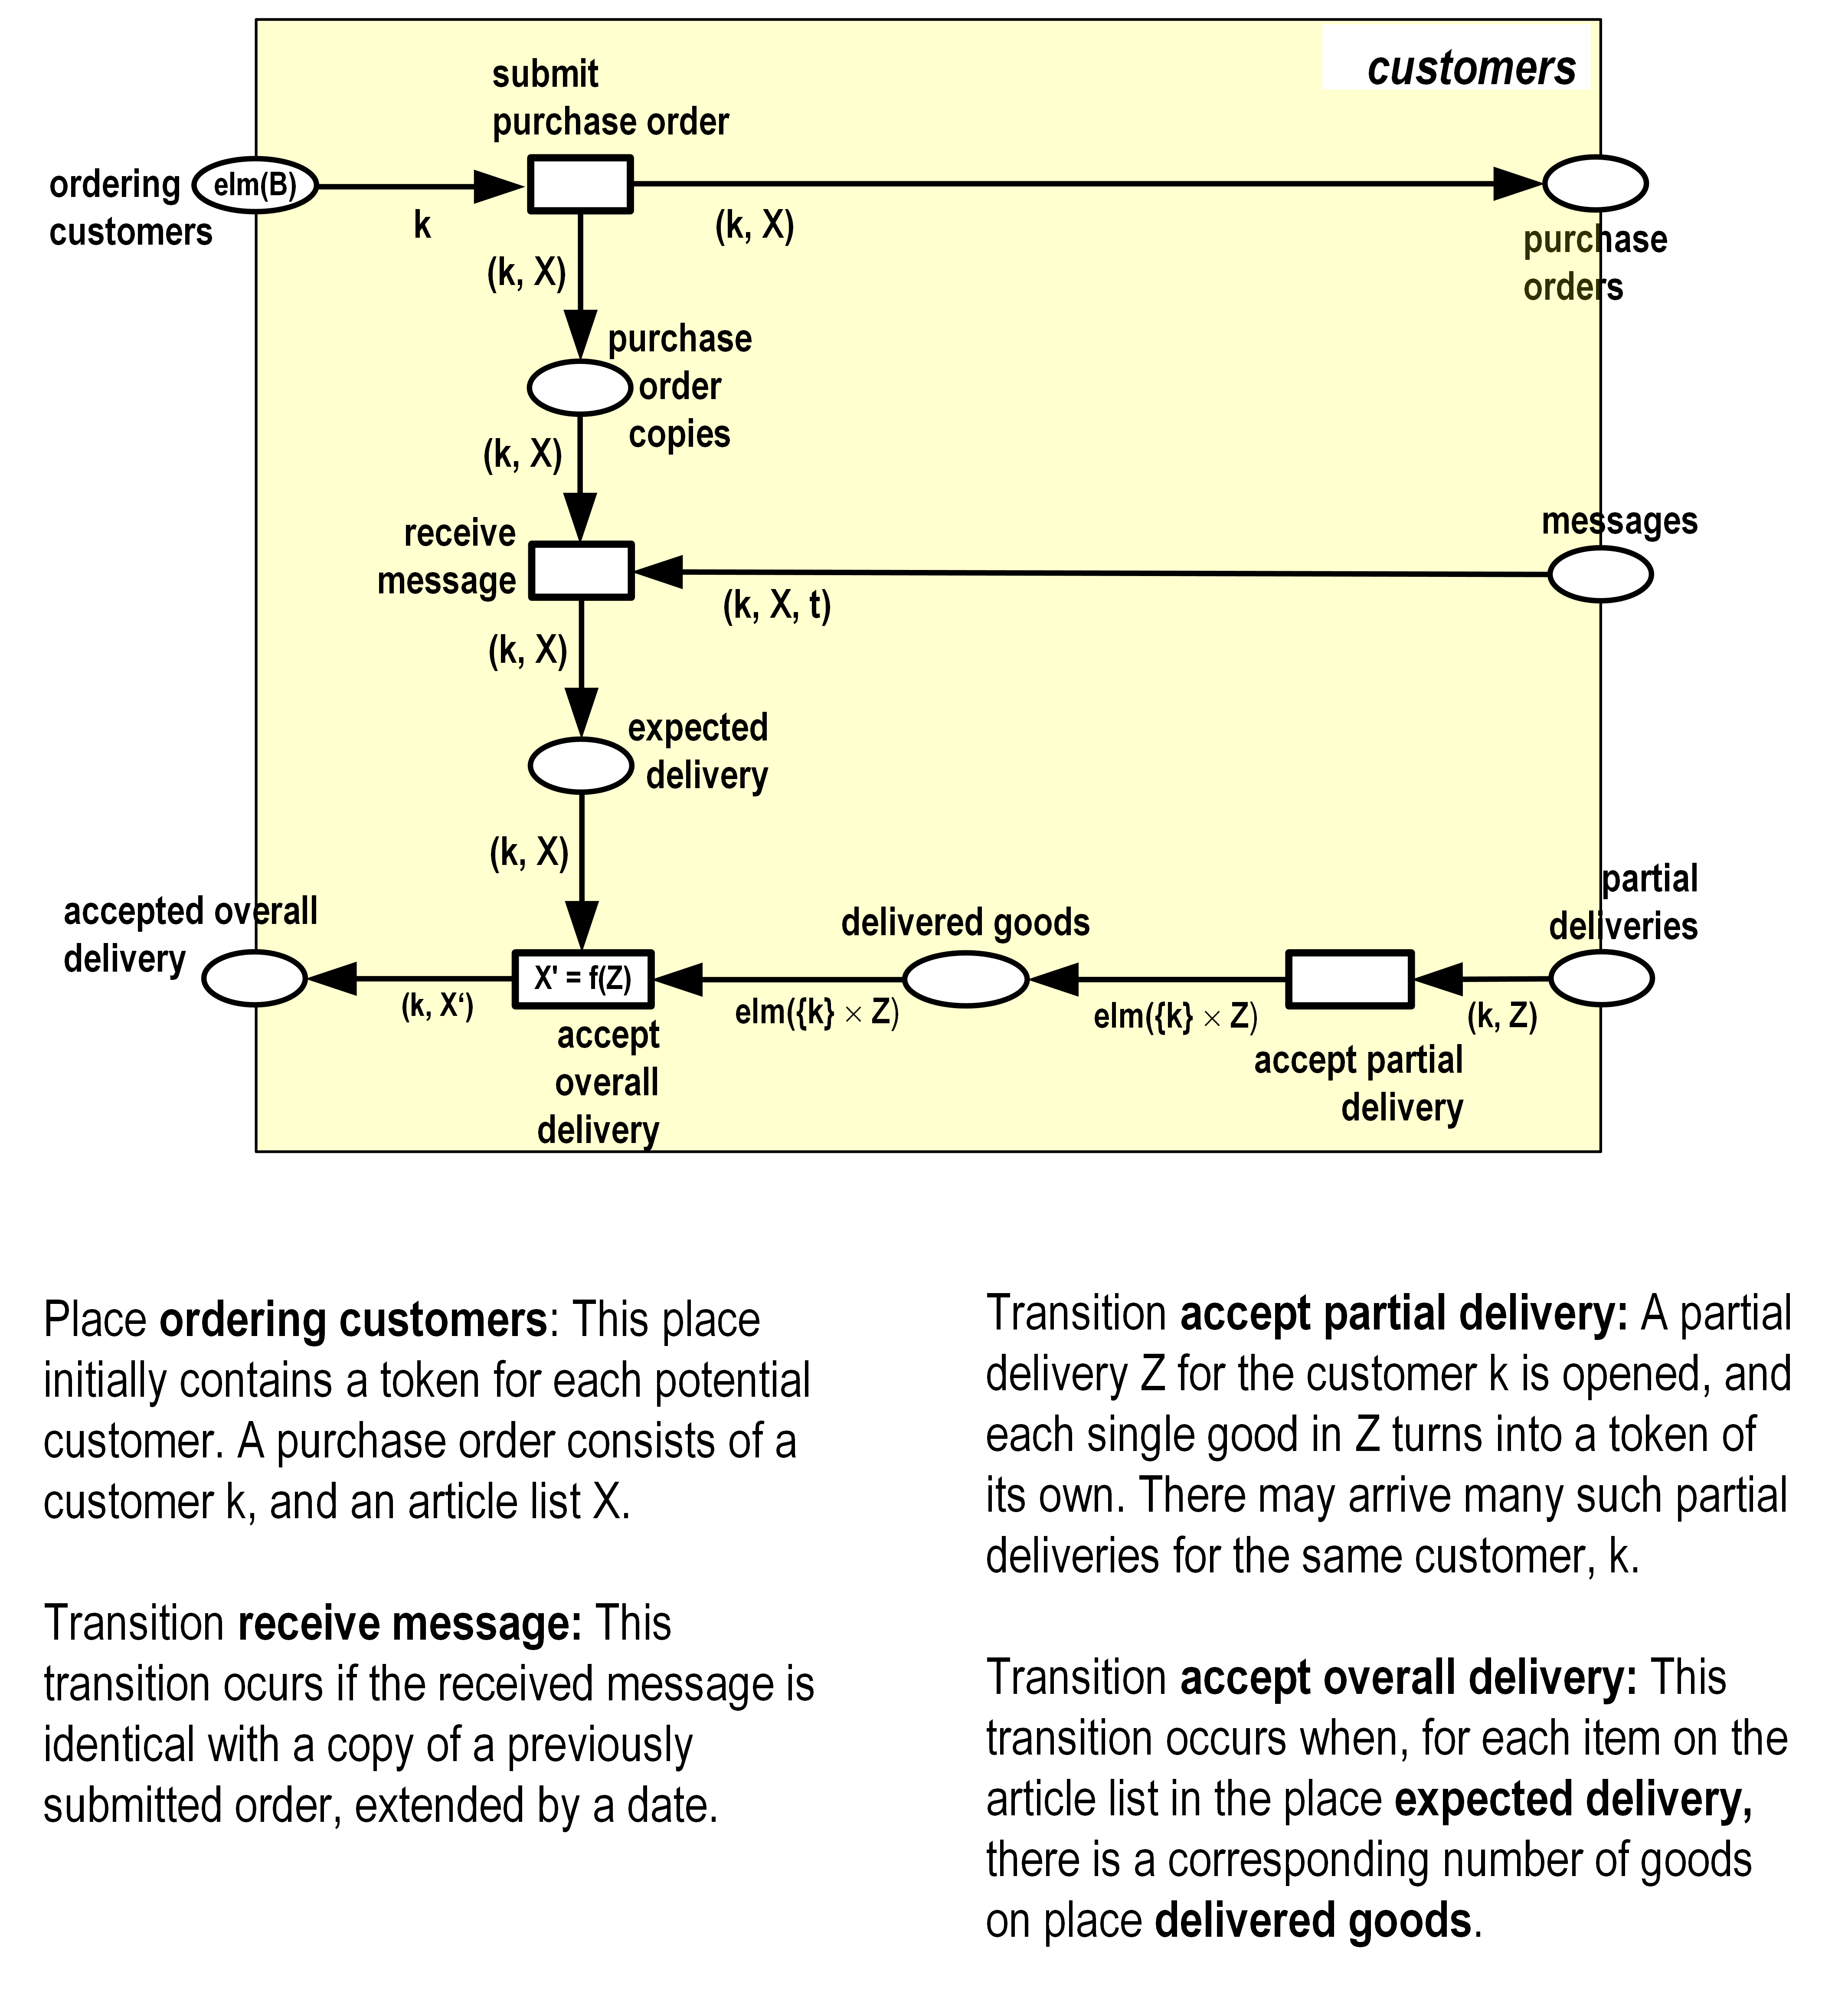 customers
submit
purchase order
ordering
customers
elm(B)
k
(k, X)
purchase
orders
(k, X)
purchase
order
copies
(k, X)
receive
message
messages
(k, X, t)
(k, X)
expected
delivery
(k, X)
accepted overall
delivery
(k, X‘)
X' = f(Z)
accept
overall
delivery
elm({k} × Z)
delivered goods
elm({k} × Z)
accept partial
delivery
(k, Z)
partial
deliveries
Place ordering customers: This place
initially contains a token for each potential
customer. A purchase order consists of a
customer k, and an article list X.
Transition receive message: This
transition ocurs if the received message is
identical with a copy of a previously
submitted order, extended by a date.
Transition accept partial delivery: A partial
delivery Z for the customer k is opened, and
each single good in Z turns into a token of
its own. There may arrive many such partial
deliveries for the same customer, k.
Transition accept overall delivery: This
transition occurs when, for each item on the
article list in the place expected delivery,
there is a corresponding number of goods
on place delivered goods.